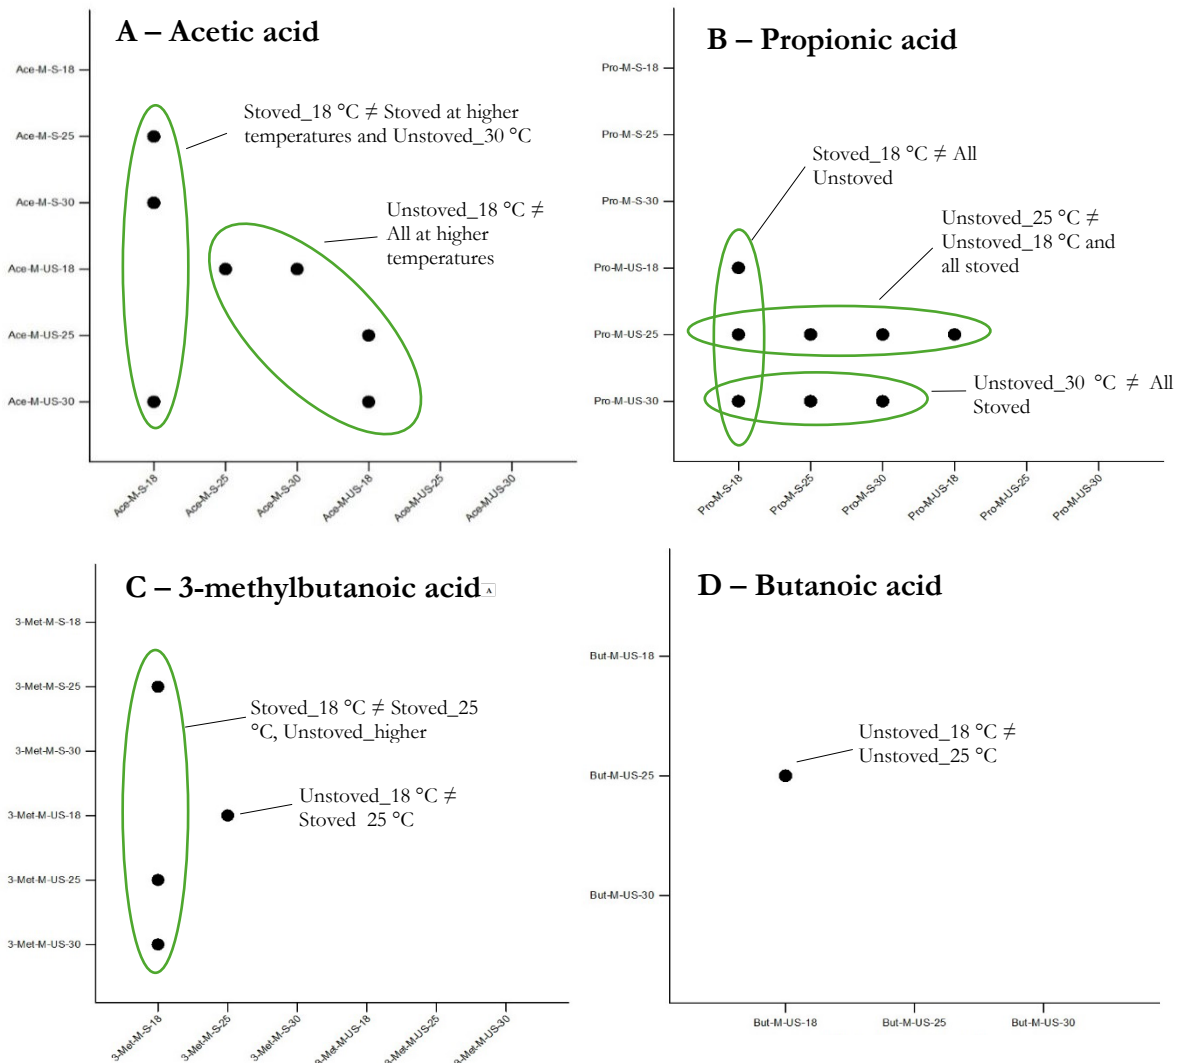 A – Acetic acid
Ace-M-S-18
Ace-M-S-25
Ace-M-S-30
Ace-M-US-18
Ace-M-US-25
Ace-M-US-30
Stoved_18 °C ≠ Stoved at higher
temperatures and Unstoved_30 °C
Unstoved_18 °C ≠
All at higher
temperatures
Ace-M-S-18
Ace-M-S-25
Ace-M-S-30
Ace-M-US-18
Ace-M-US-25
Ace-M-US-30
B – Propionic acid
Pro-M-S-18
Pro-M-S-25
Pro-M-S-30
Pro-M-US-18
Pro-M-US-25
Pro-M-US-30
Stoved_18 °C ≠ All
Unstoved
Unstoved_25 °C ≠
Unstoved_18 °C and
all stoved
Unstoved_30 °C ≠ All
Stoved
Pro-M-S-18
Pro-M-S-25
Pro-M-S-30
Pro-M-US-18
Pro-M-US-25
Pro-M-US-30
C – 3-methylbutanoic acid
A
3-Met-M-S-18
3-Met-M-S-25
3-Met-M-S-30
3-Met-M-US-18
3-Met-M-US-25
3-Met-M-US-30
Stoved_18 °C ≠ Stoved_25
°C, Unstoved_higher
Unstoved_18 °C ≠
Stoved 25 °C
3-Met-M-S-18
3-Met-M-S-25
3-Met-M-S-30
3-Met-M-US-18
3-Met-M-US-25
3-Met-M-US-30
D – Butanoic acid
But-M-US-18
But-M-US-25
But-M-US-30
Unstoved_18 °C ≠
Unstoved_25 °C
But-M-US-18
But-M-US-25
But-M-US-30